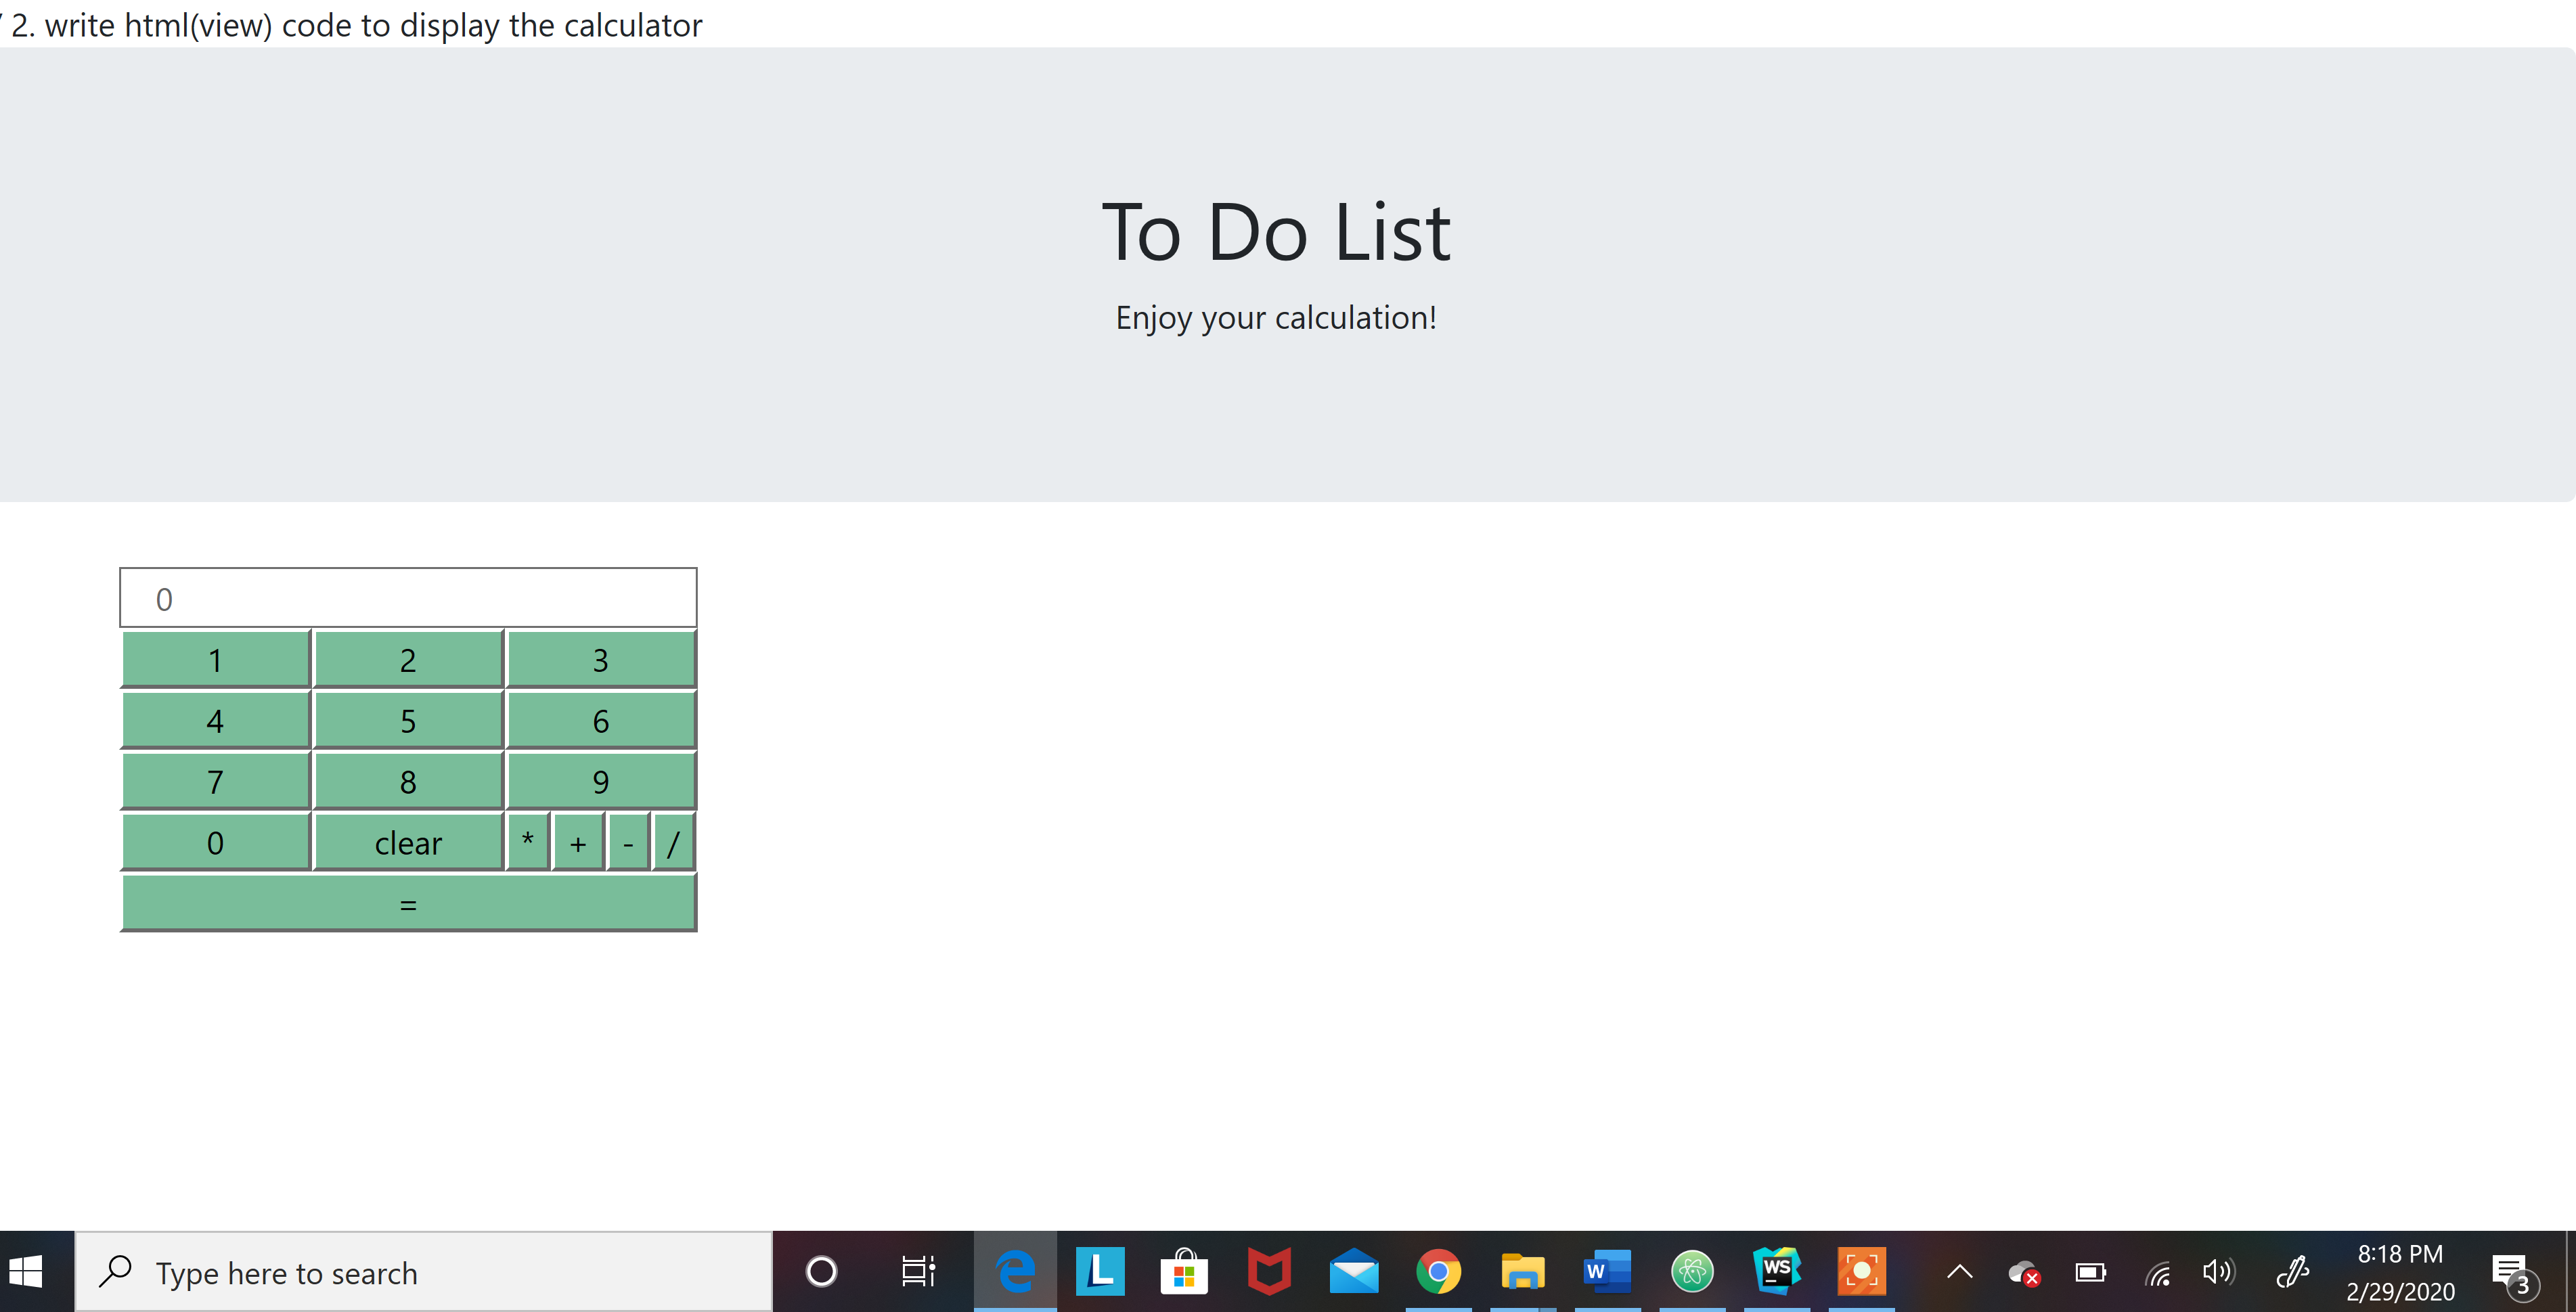 / 2. write html(view) code to display the calculator
To Do List
Enjoy your calculation!
0
1 2 3
4 5 6
7 8 9
0 clear * + - /
=
Type here to search
L
W
WS
8:18 PM
2/29/2020
3